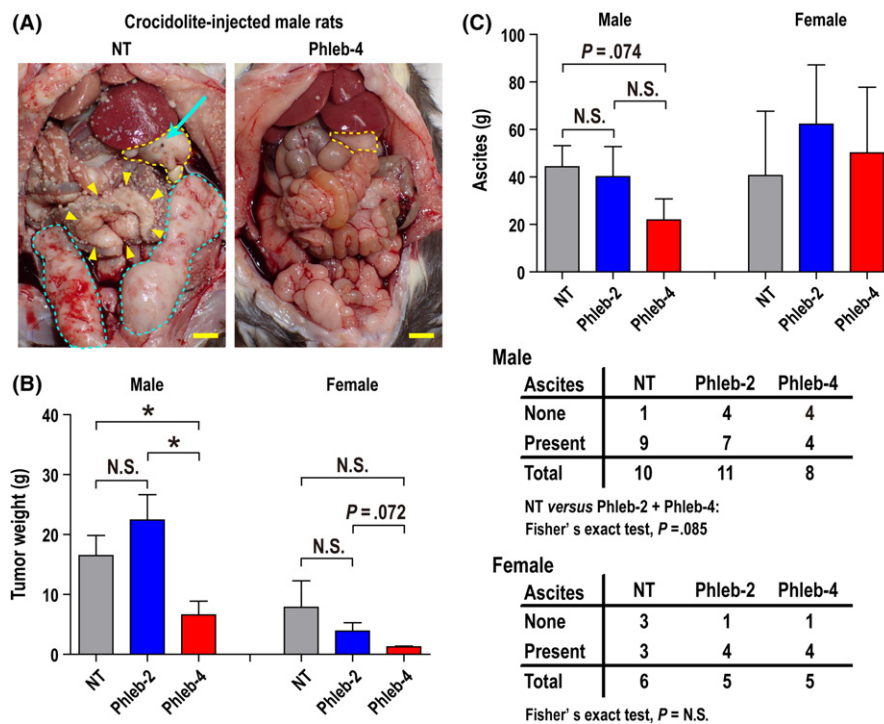 (A)
Crocidolite-injected male rats
NT
Phleb-4
(B)
Male
Female
Tumor weight (g)
40
30
20
10
0
*
*
N.S.
N.S.
P = .072
N.S.
NT
Phleb-2
Phleb-4
NT
Phleb-2
Phleb-4
(C)
Male
Female
Ascites (g)
100
80
60
40
20
0
P = .074
N.S.
N.S.
NT
Phleb-2
Phleb-4
NT
Phleb-2
Phleb-4
Male
Ascites NT Phleb-2 Phleb-4
None 1 4 4
Present 9 7 4
Total 10 11 8
NT versus Phleb-2 + Phleb-4:
Fisher' s exact test, P =.085
Female
Ascites NT Phleb-2 Phleb-4
None 3 1 1
Present 3 4 4
Total 6 5 5
Fisher' s exact test, P = N.S.